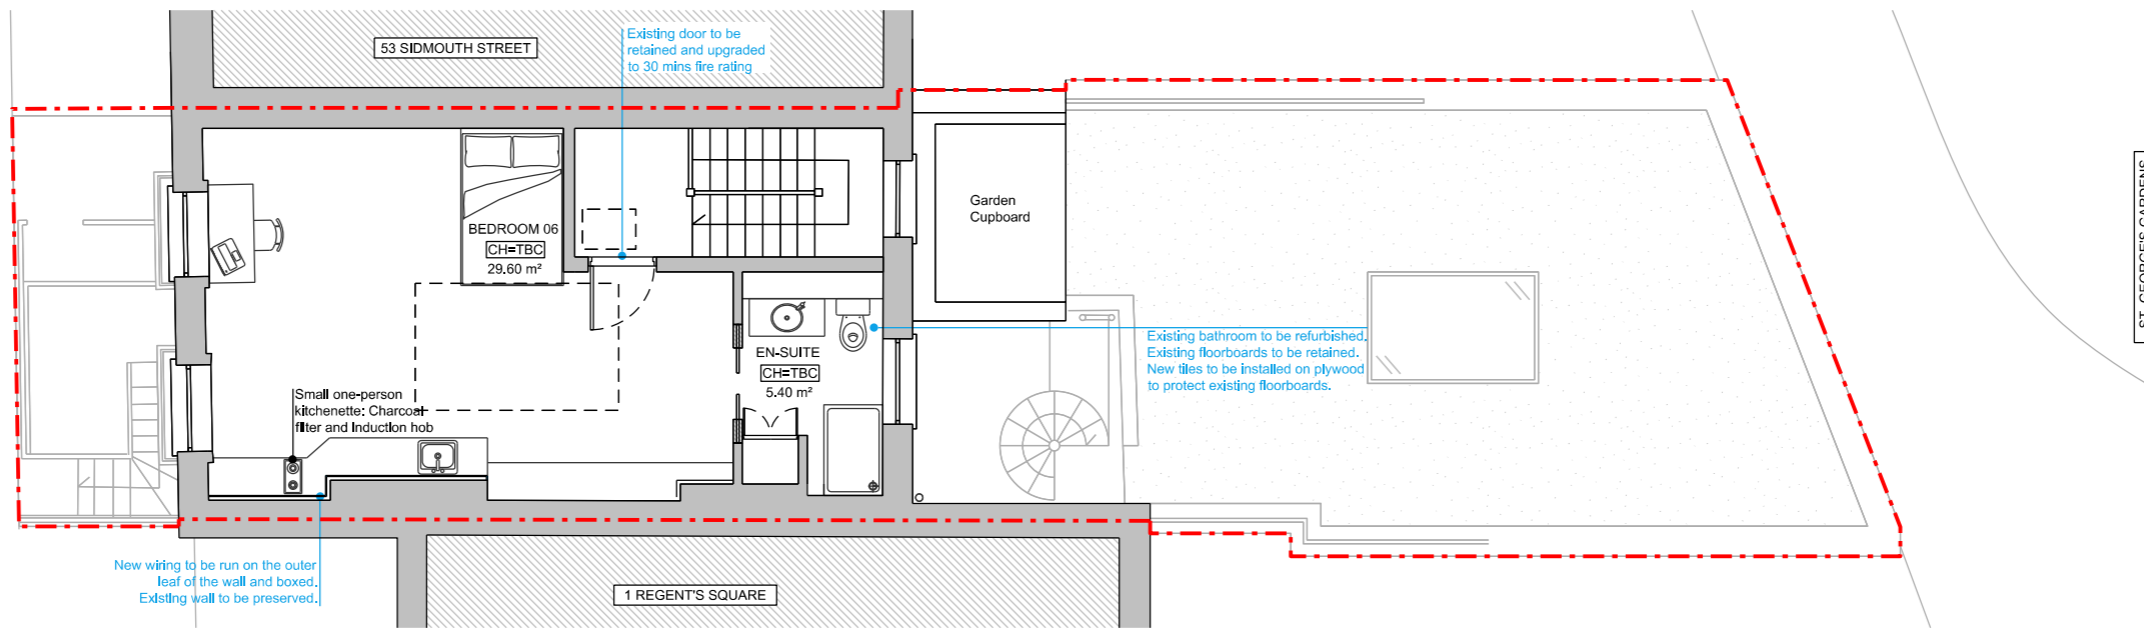 53 SIDMOUTH STREET
Existing door to be
retained and upgraded
to 30 mins fire rating
BEDROOM 06
CH=TBC
29.60 m²
Garden
Cupboard
ST. GEORGE'S GARDENS
EN-SUITE
CH=TBC
5.40 m²
Existing bathroom to be refurbished.
Existing floorboards to be retained.
New tiles to be installed on plywood
to protect existing floorboards.
Small one-person
kitchenette: Charcoal
filter and Induction hob
New wiring to be run on the outer
leaf of the wall and boxed.
Existing wall to be preserved.
1 REGENT'S SQUARE